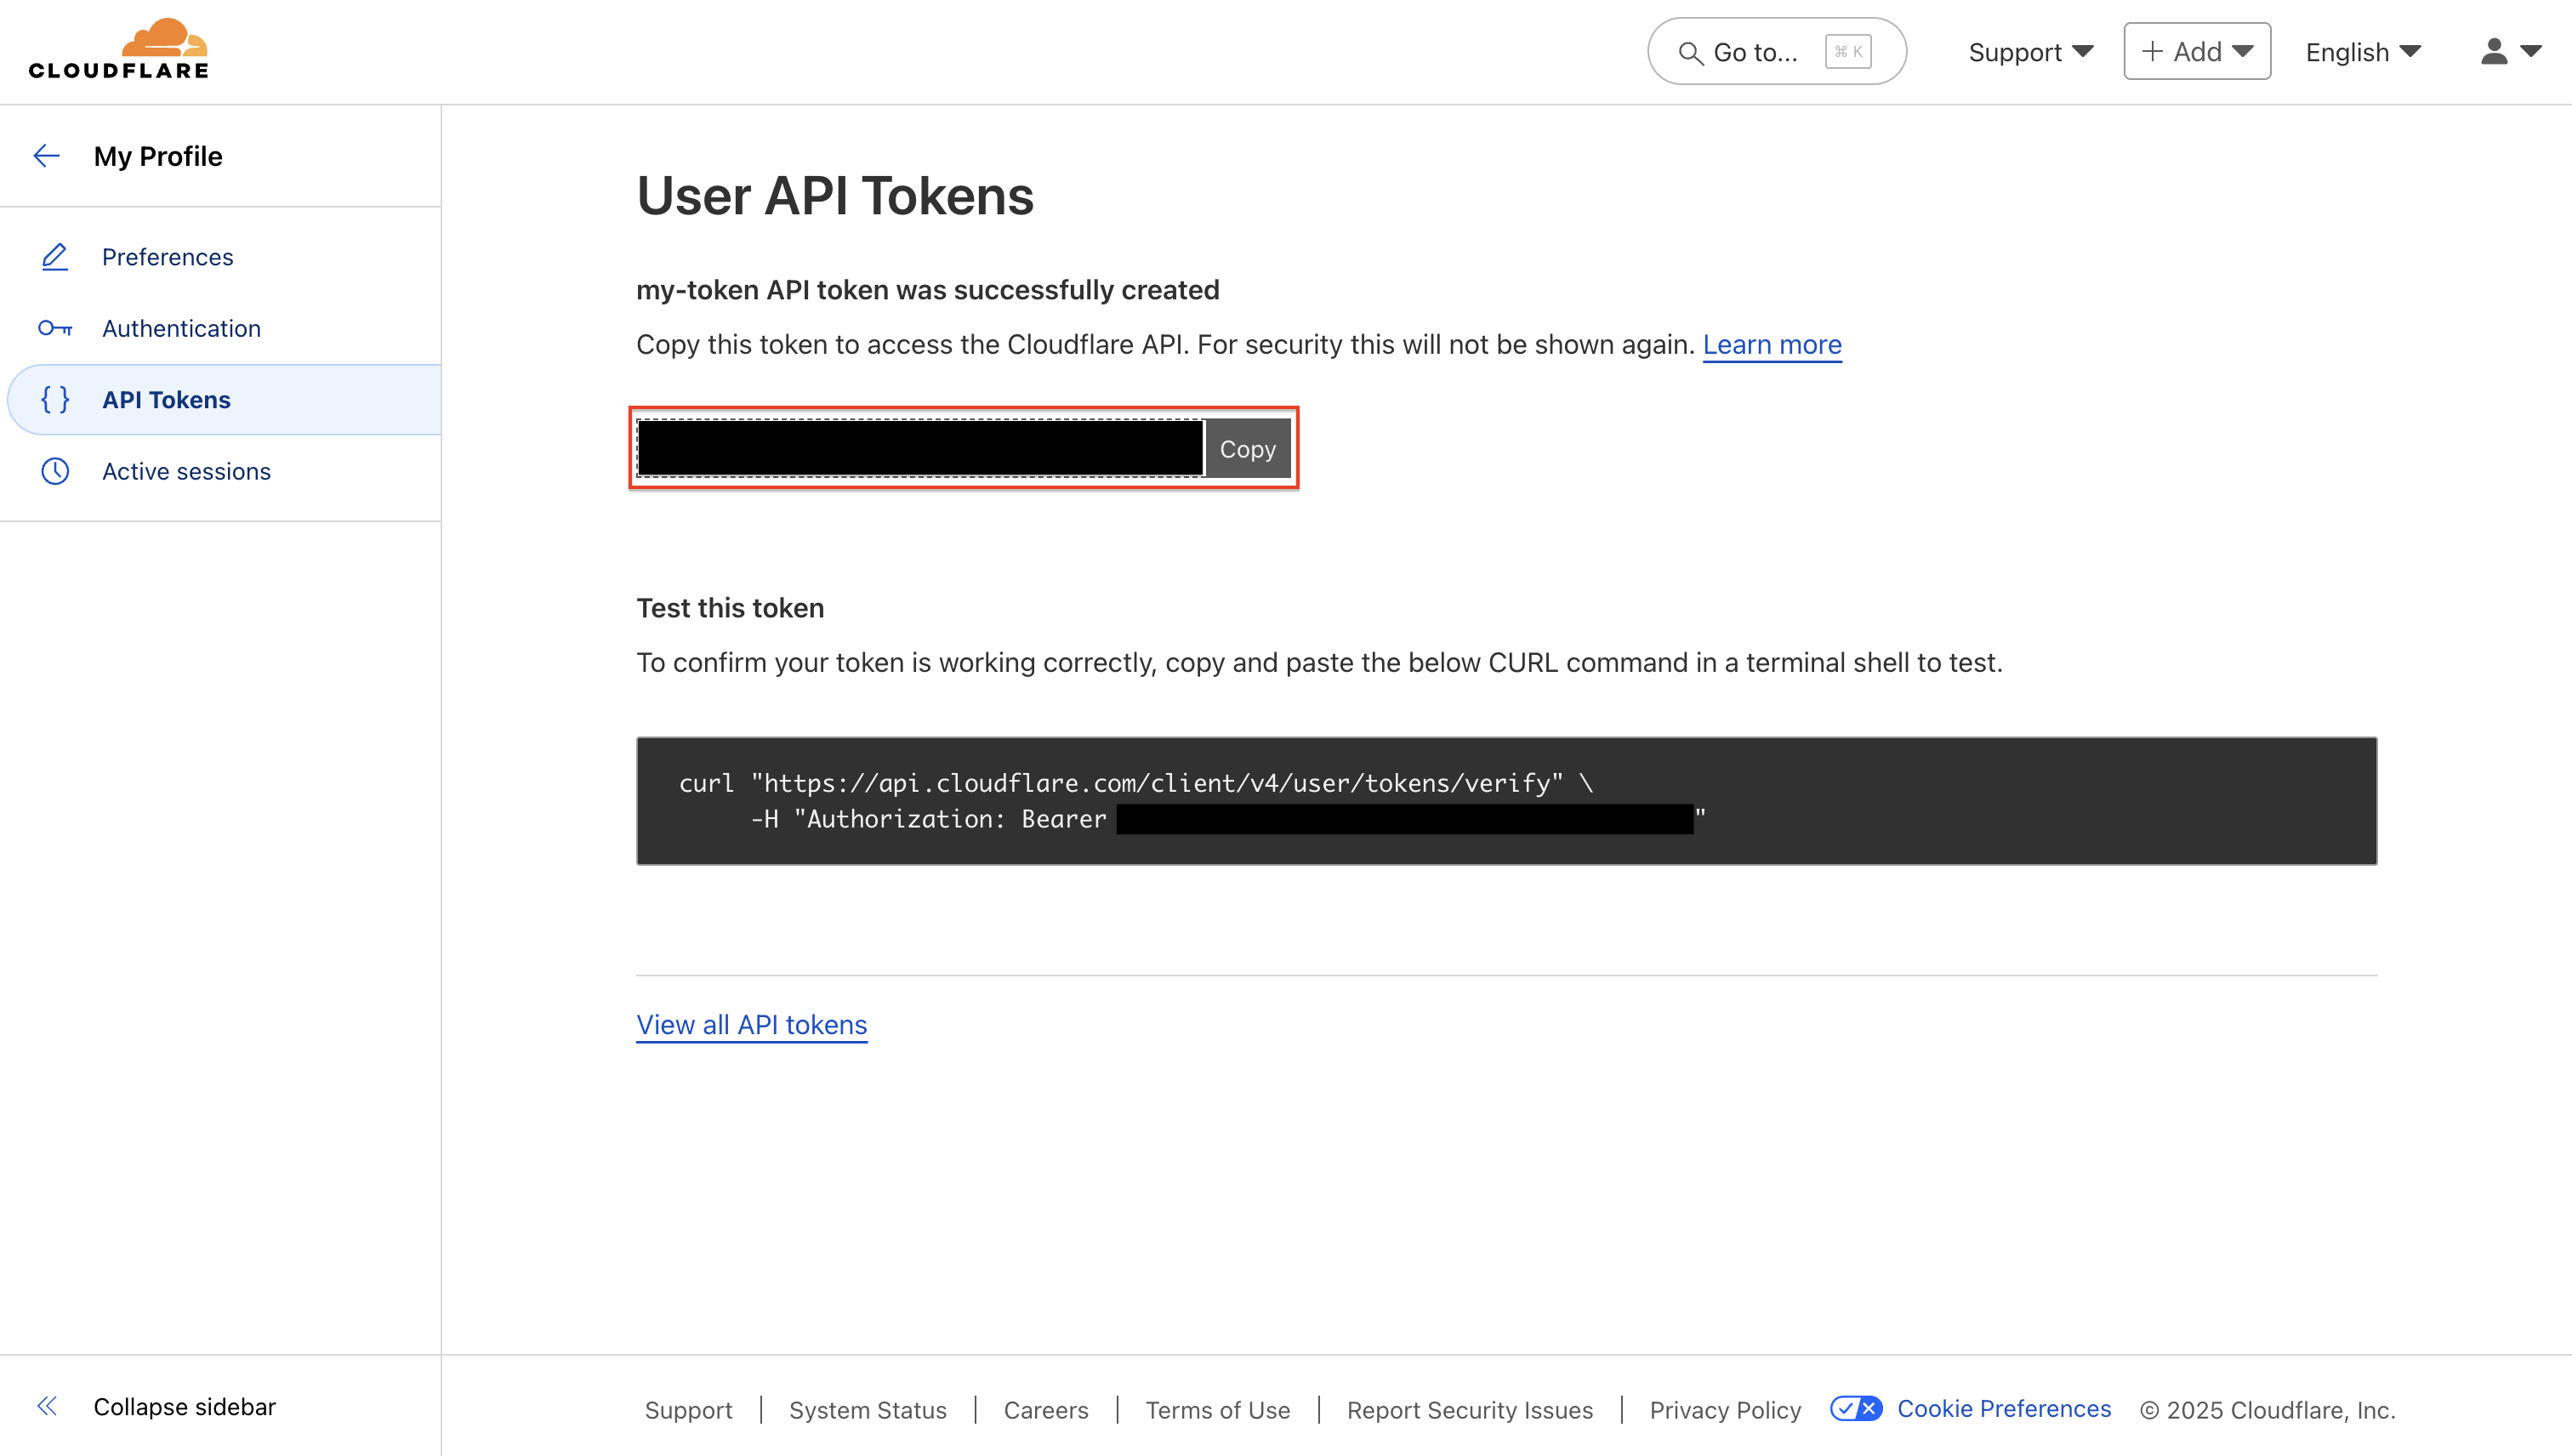 CLOUDFLARE
Go to... ⌘ K
Support
+ Add
English
My Profile
Preferences
Authentication
API Tokens
Active sessions
User API Tokens
my-token API token was successfully created
Copy this token to access the Cloudflare API. For security this will not be shown again. Learn more
Copy
Test this token
To confirm your token is working correctly, copy and paste the below CURL command in a terminal shell to test.
curl "https://api.cloudflare.com/client/v4/user/tokens/verify" \
-H "Authorization: Bearer "
View all API tokens
Collapse sidebar
Support | System Status | Careers | Terms of Use | Report Security Issues | Privacy Policy Cookie Preferences © 2025 Cloudflare, Inc.